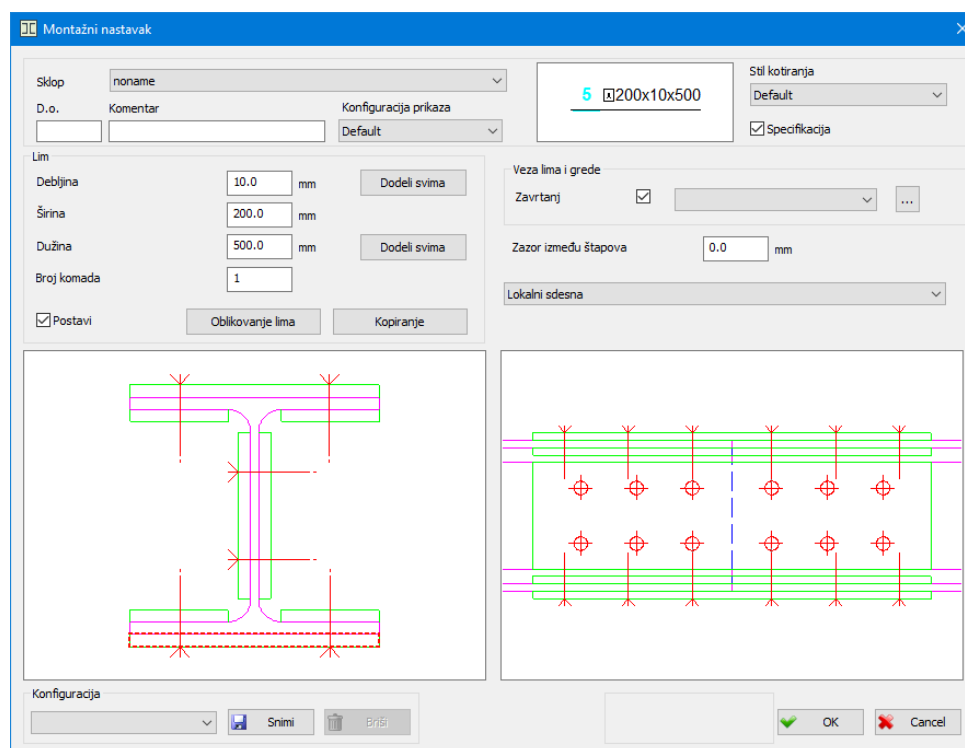 Montažni nastavak
Sklop
noname
D.o.
Komentar
Konfiguracija prikaza
Default
5 200x10x500
Stil kotiranja
Default
Specifikacija
Lim
Debljina
10.0
mm
Dodeli svima
Širina
200.0
mm
Dužina
500.0
mm
Dodeli svima
Broj komada
1
Postavi
Oblikovanje lima
Kopiranje
Veza lima i grede
Zavrtanj
...
Zazor između štapova
0.0
mm
Lokalni sdesna
Konfiguracija
Snimi
Briši
OK
Cancel